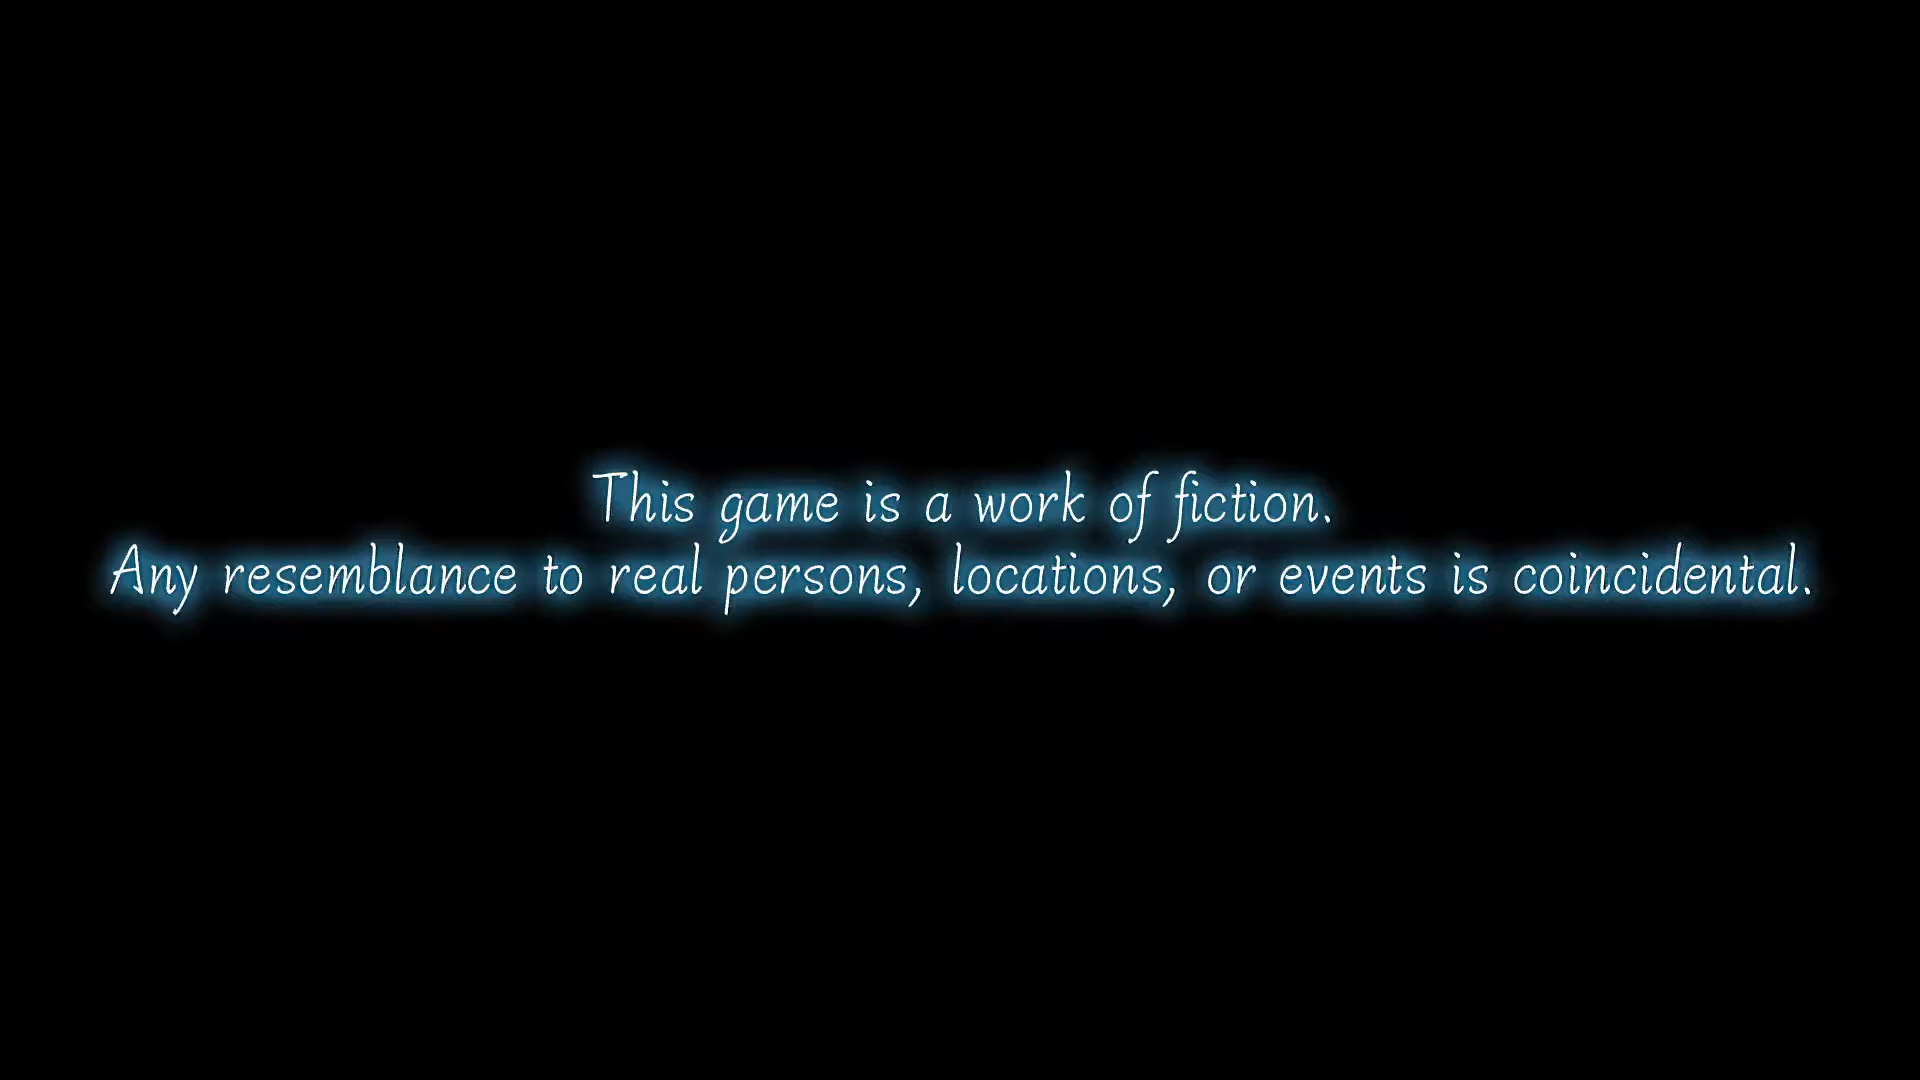 This game is a work of fiction.
Any resemblance to real persons, locations, or events is coincidental.